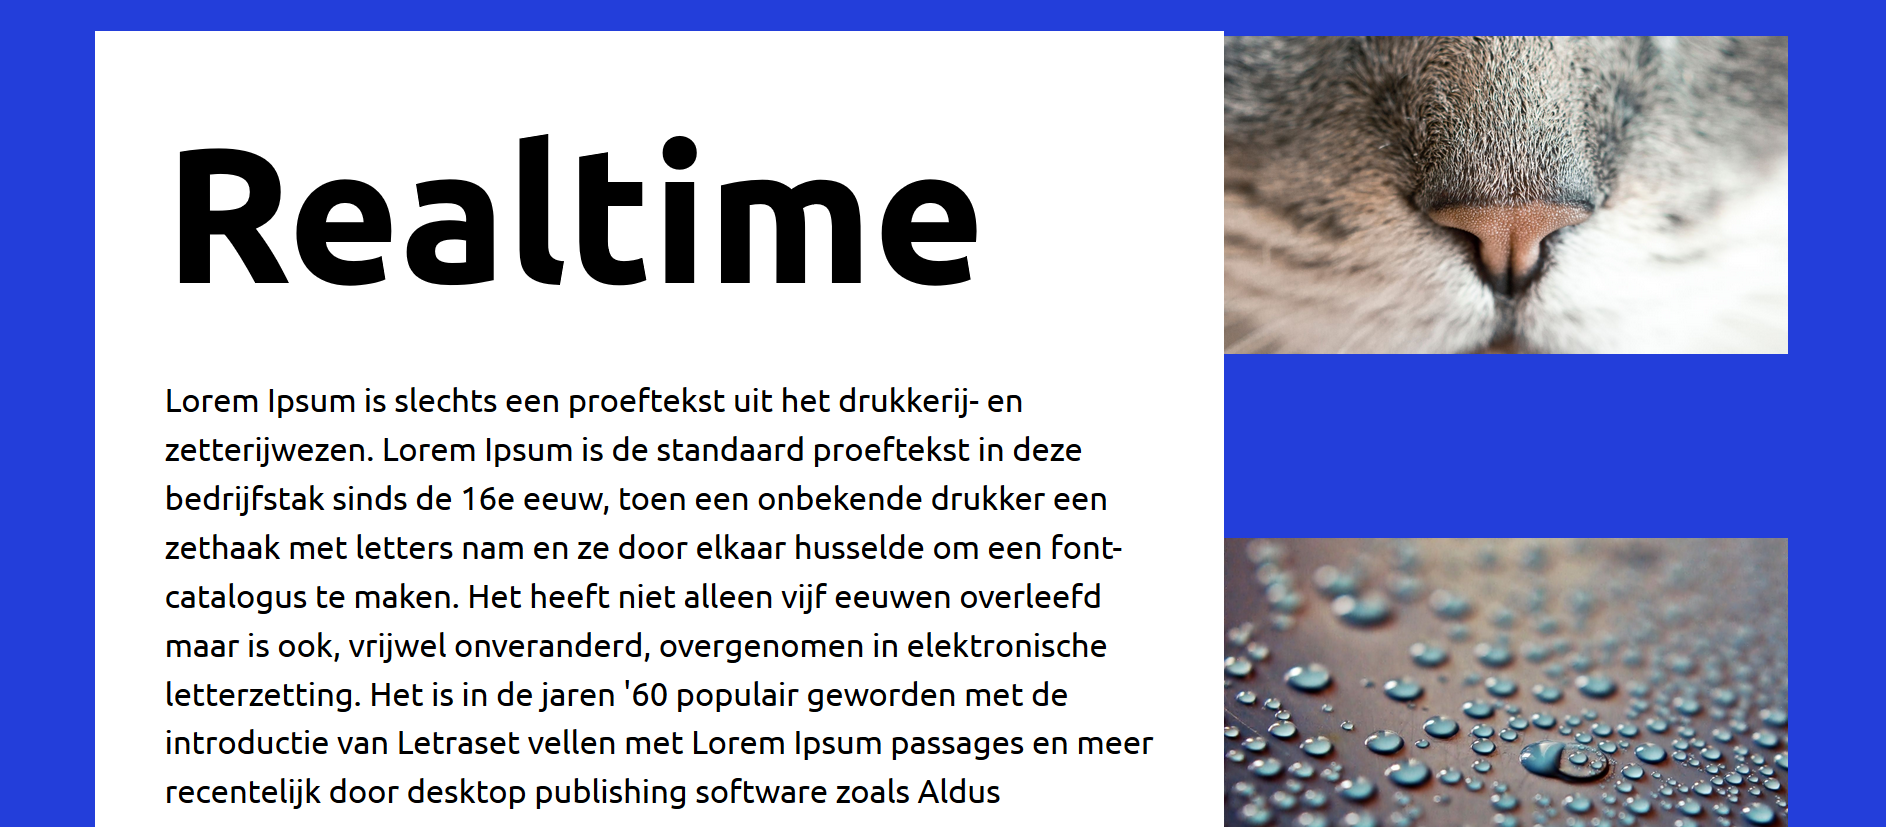 Realtime
Lorem Ipsum is slechts een proeftekst uit het drukkerij- en
zetterijwezen. Lorem Ipsum is de standaard proeftekst in deze
bedrijfstak sinds de 16e eeuw, toen een onbekende drukker een
zethaak met letters nam en ze door elkaar husselde om een font-
catalogus te maken. Het heeft niet alleen vijf eeuwen overleefd
maar is ook, vrijwel onveranderd, overgenomen in elektronische
letterzetting. Het is in de jaren '60 populair geworden met de
introductie van Letraset vellen met Lorem Ipsum passages en meer
recentelijk door desktop publishing software zoals Aldus